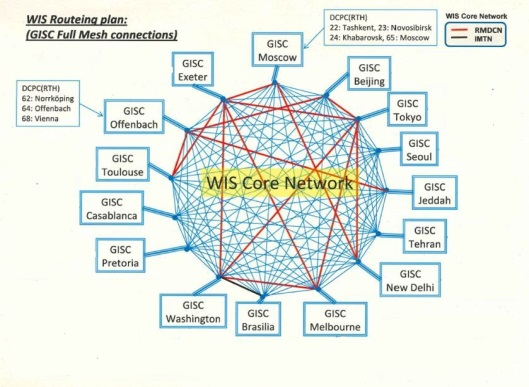 WIS Routeing plan:
(GISC Full Mesh connections)
DCPC(RTH)
22: Tashkent, 23: Novosibirsk
24: Khabarovsk, 65: Moscow
WIS Core Network
RMDCN
IMTN
GISC
Moscow
GISC
Exeter
GISC
Beijing
DCPC(RTH)
62: Norrköping
64: Offenbach
68: Vienna
GISC
Offenbach
GISC
Tokyo
GISC
Toulouse
GISC
Seoul
WIS Core Network
GISC
Jeddah
GISC
Casablanca
GISC
Tehran
GISC
Pretoria
GISC
New Delhi
GISC
Washington
GISC
Brasilia
GISC
Melbourne